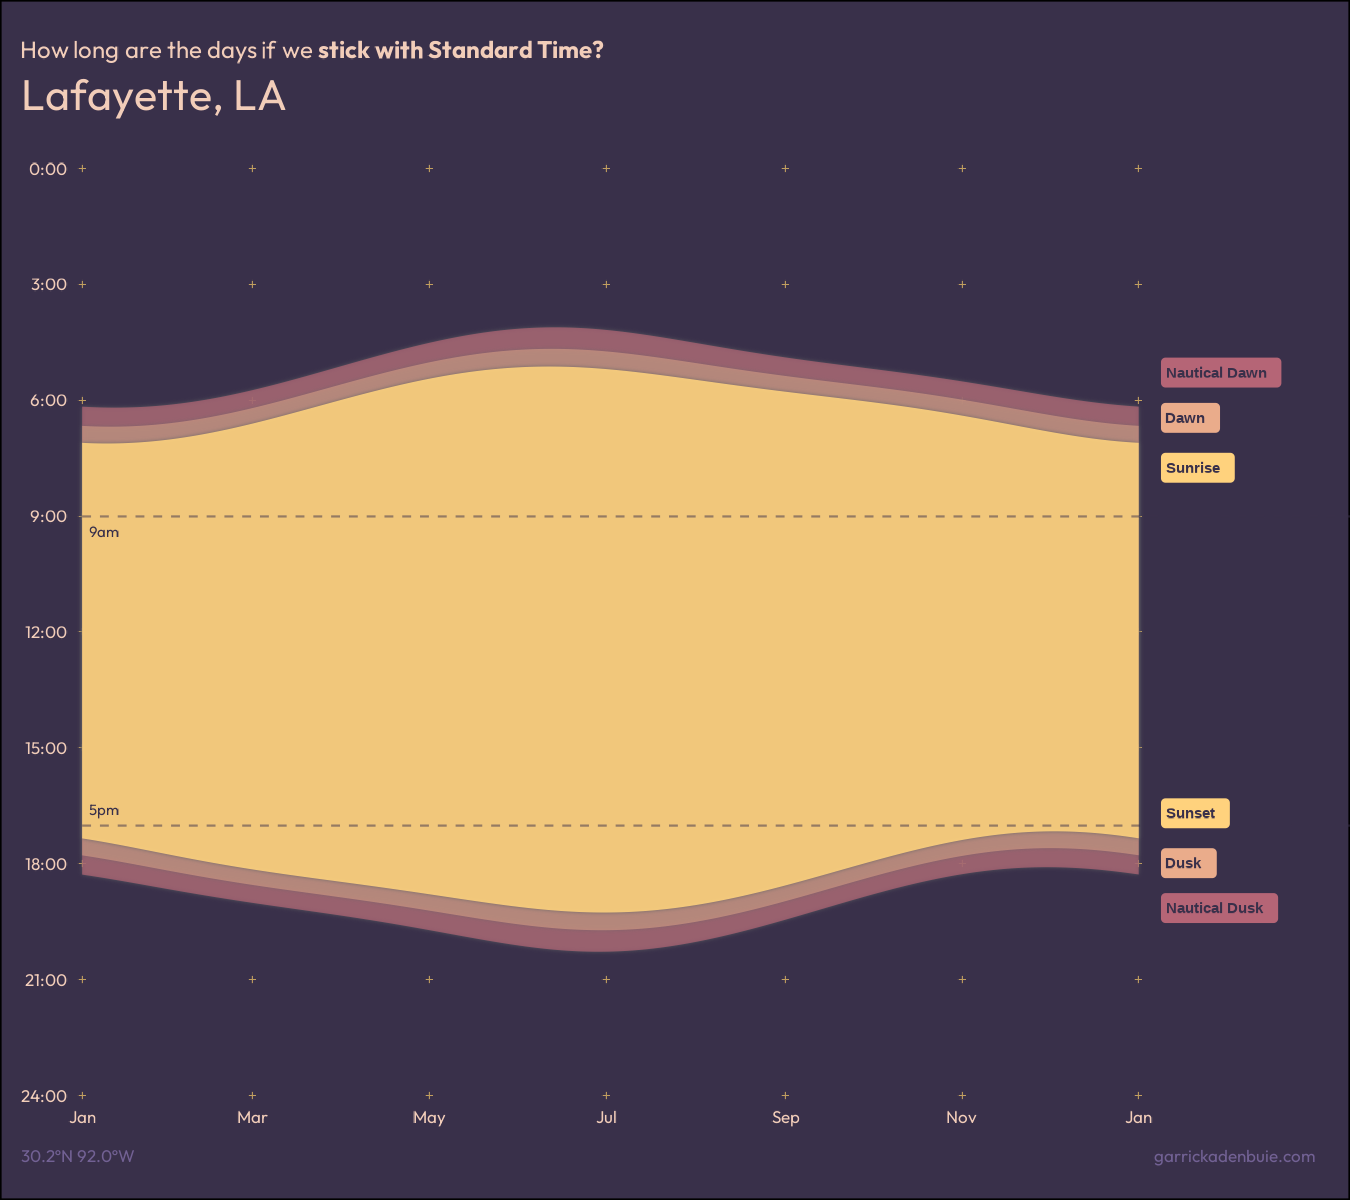 How long are the days if we stick with Standard Time?
Lafayette, LA
0:00
3:00
6:00
9:00
12:00
15:00
18:00
21:00
24:00
9am
5pm
Nautical Dawn
Dawn
Sunrise
Sunset
Dusk
Nautical Dusk
Jan Mar May Jul Sep Nov Jan
30.2°N 92.0°W garrickadenbuie.com